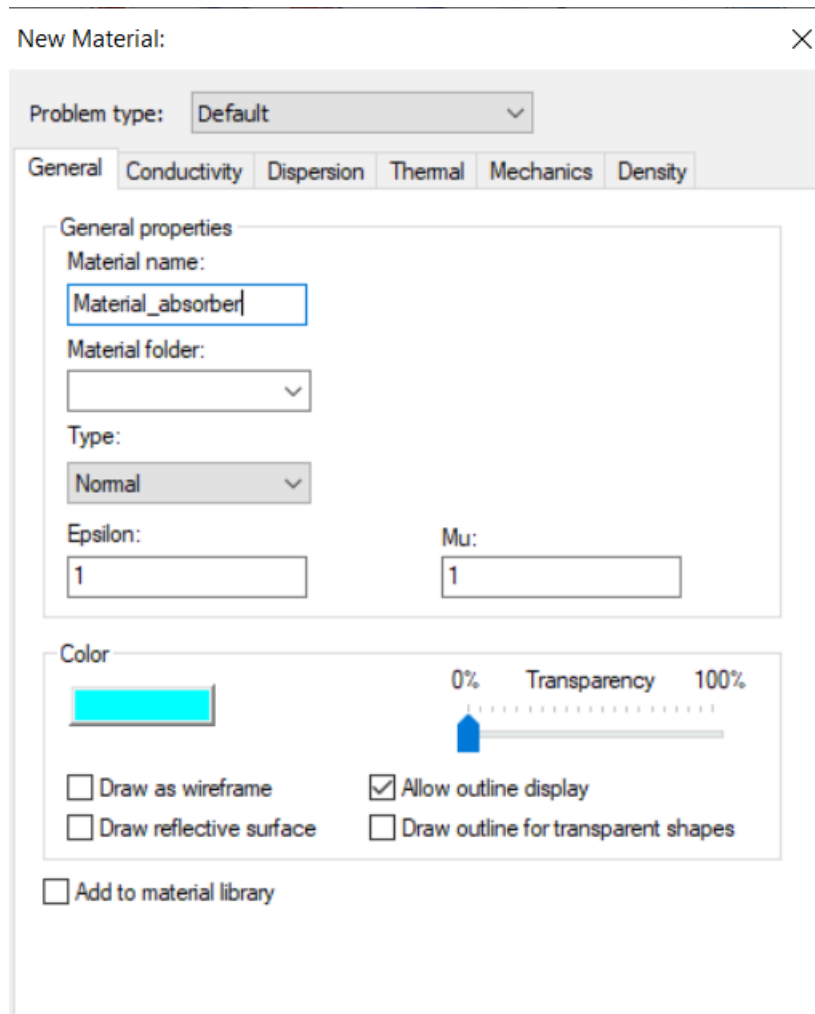 New Material:
Problem type: Default
General Conductivity Dispersion Thermal Mechanics Density
General properties
Material name:
Material_absorber
Material folder:
Type:
Normal
Epsilon: Mu:
1 1
Color
0% Transparency 100%
Draw as wireframe Allow outline display
Draw reflective surface Draw outline for transparent shapes
Add to material library